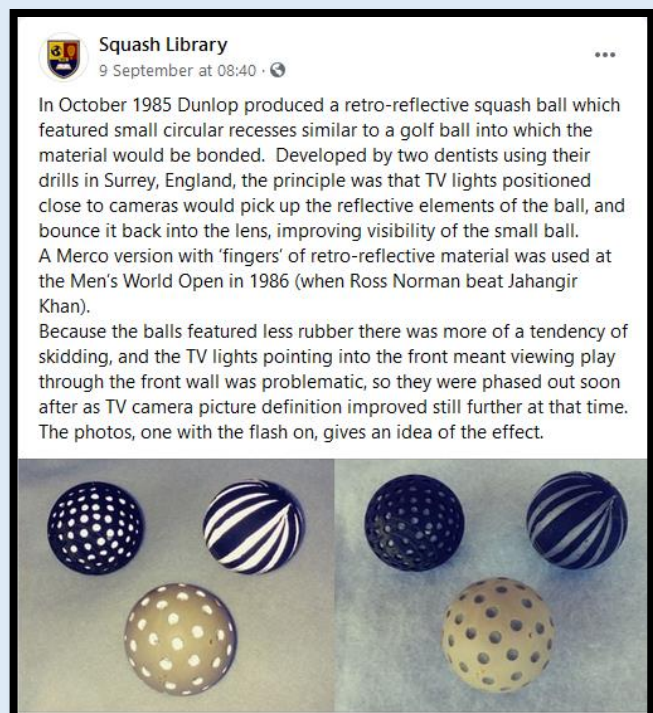 Squash Library
9 September at 08:40 ·
In October 1985 Dunlop produced a retro-reflective squash ball which
featured small circular recesses similar to a golf ball into which the
material would be bonded.  Developed by two dentists using their
drills in Surrey, England, the principle was that TV lights positioned
close to cameras would pick up the reflective elements of the ball, and
bounce it back into the lens, improving visibility of the small ball.
A Merco version with ‘fingers’ of retro-reflective material was used at
the Men’s World Open in 1986 (when Ross Norman beat Jahangir
Khan).
Because the balls featured less rubber there was more of a tendency of
skidding, and the TV lights pointing into the front meant viewing play
through the front wall was problematic, so they were phased out soon
after as TV camera picture definition improved still further at that time.
The photos, one with the flash on, gives an idea of the effect.